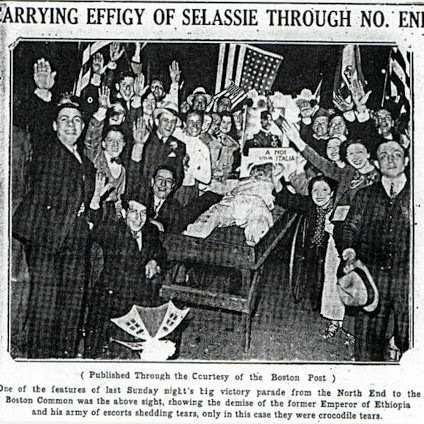 CARRYING EFFIGY OF SELASSIE THROUGH NO. END
A NOI
VIVA ITALIA
( Published Through the Courtesy of the Boston Post )
One of the features of last Sunday night's big victory parade from the North End to the
Boston Common was the above sight, showing the demise of the former Emperor of Ethiopia
and his army of escorts shedding tears, only in this case they were crocodile tears.